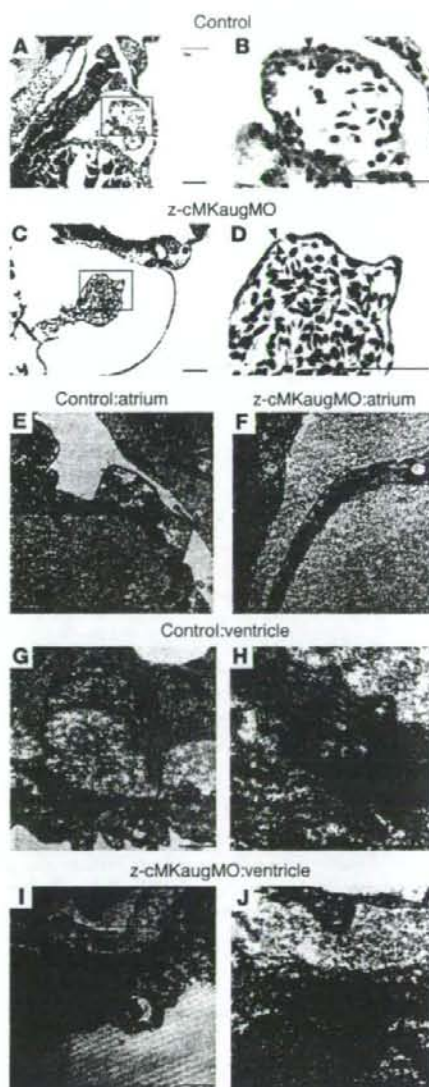 Control
A
B
z-cMKaugMO
C
D
Control:atrium
z-cMKaugMO:atrium
E
F
Control:ventricle
G
H
z-cMKaugMO:ventricle
I
J